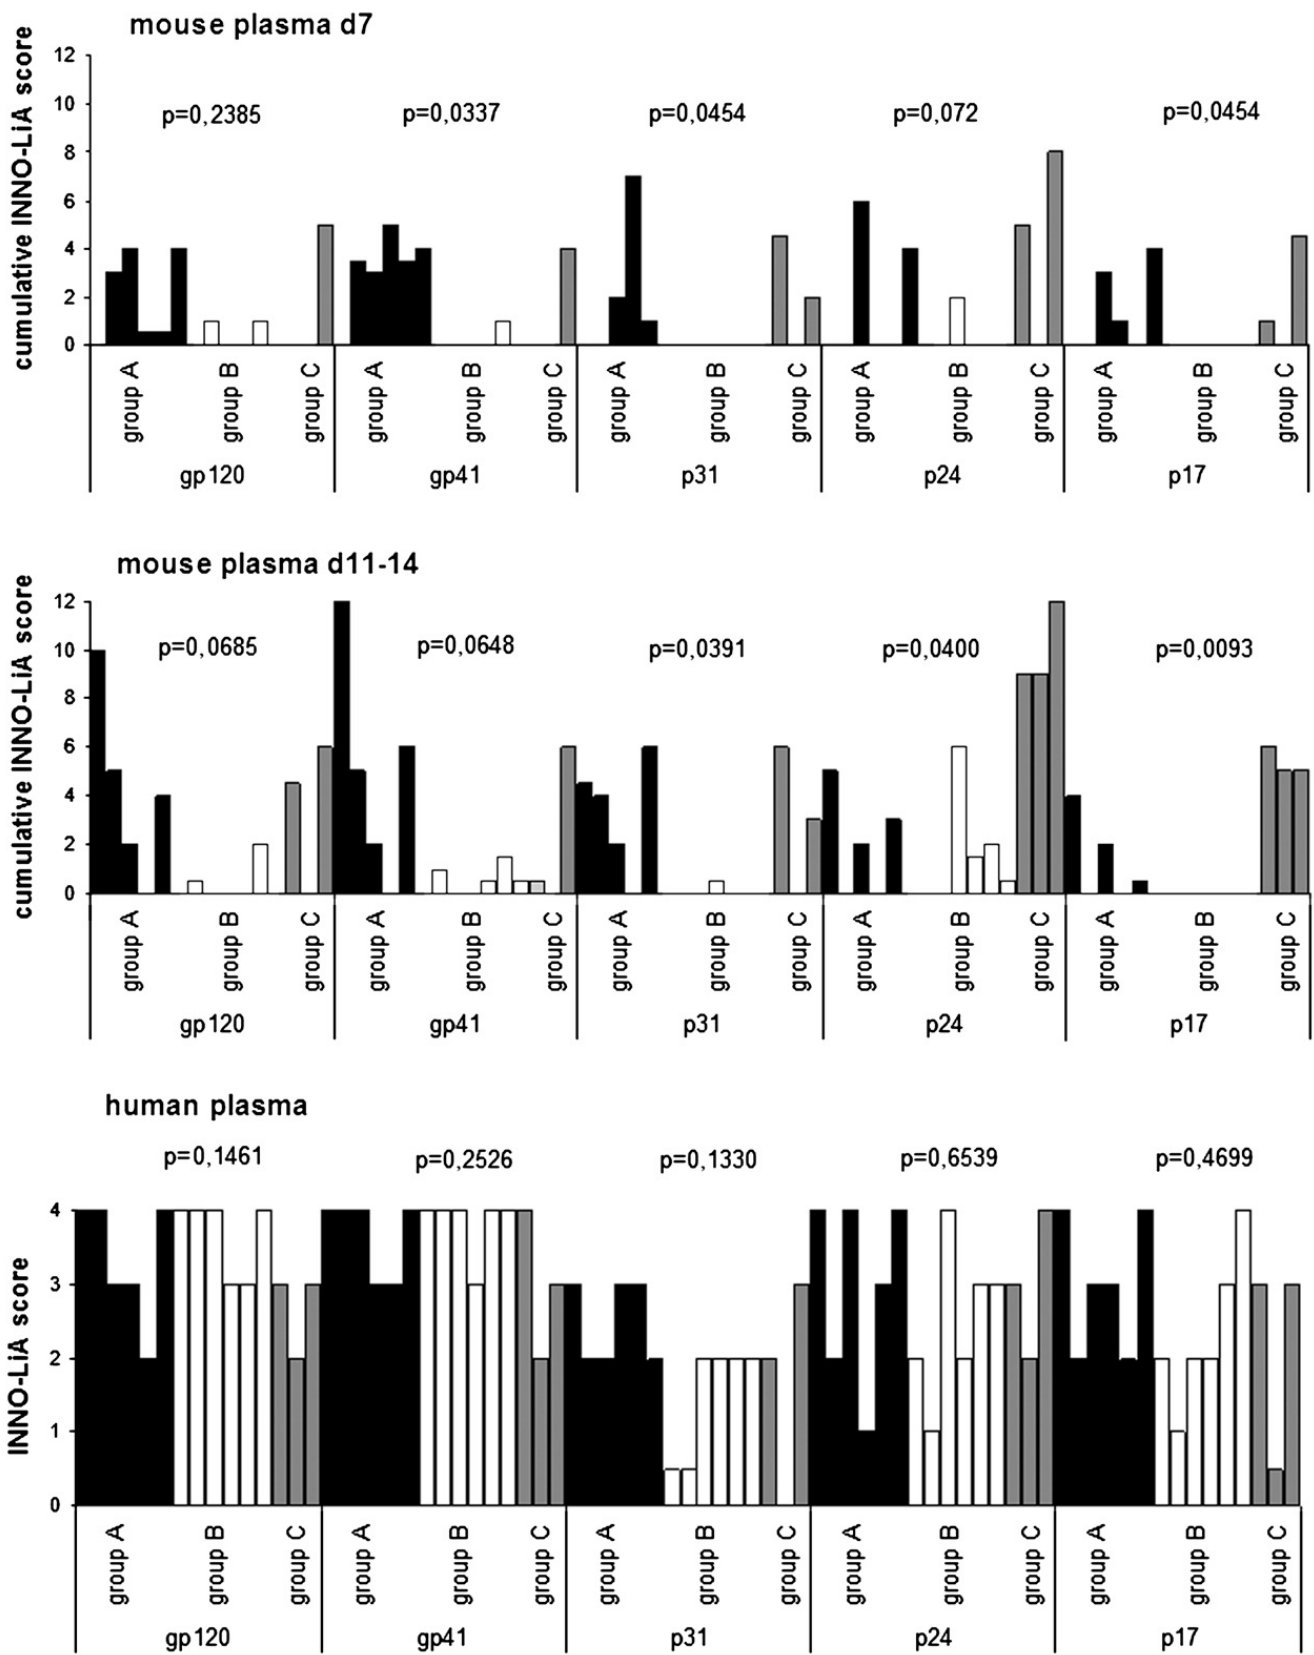 mouse plasma d7
cumulative INNO-LiA score
12
10
8
6
4
2
0
p=0,2385 p=0,0337 p=0,0454 p=0,072 p=0,0454
group A group B group C group A group B group C group A group B group C group A group B group C group A group B group C
gp120 gp41 p31 p24 p17
mouse plasma d11-14
cumulative INNO-LiA score
12
10
8
6
4
2
0
p=0,0685 p=0,0648 p=0,0391 p=0,0400 p=0,0093
group A group B group C group A group B group C group A group B group C group A group B group C group A group B group C
gp120 gp41 p31 p24 p17
human plasma
p=0,1461 p=0,2526 p=0,1330 p=0,6539 p=0,4699
INNO-LiA score
4
3
2
1
0
group A group B group C group A group B group C group A group B group C group A group B group C group A group B group C
gp120 gp41 p31 p24 p17